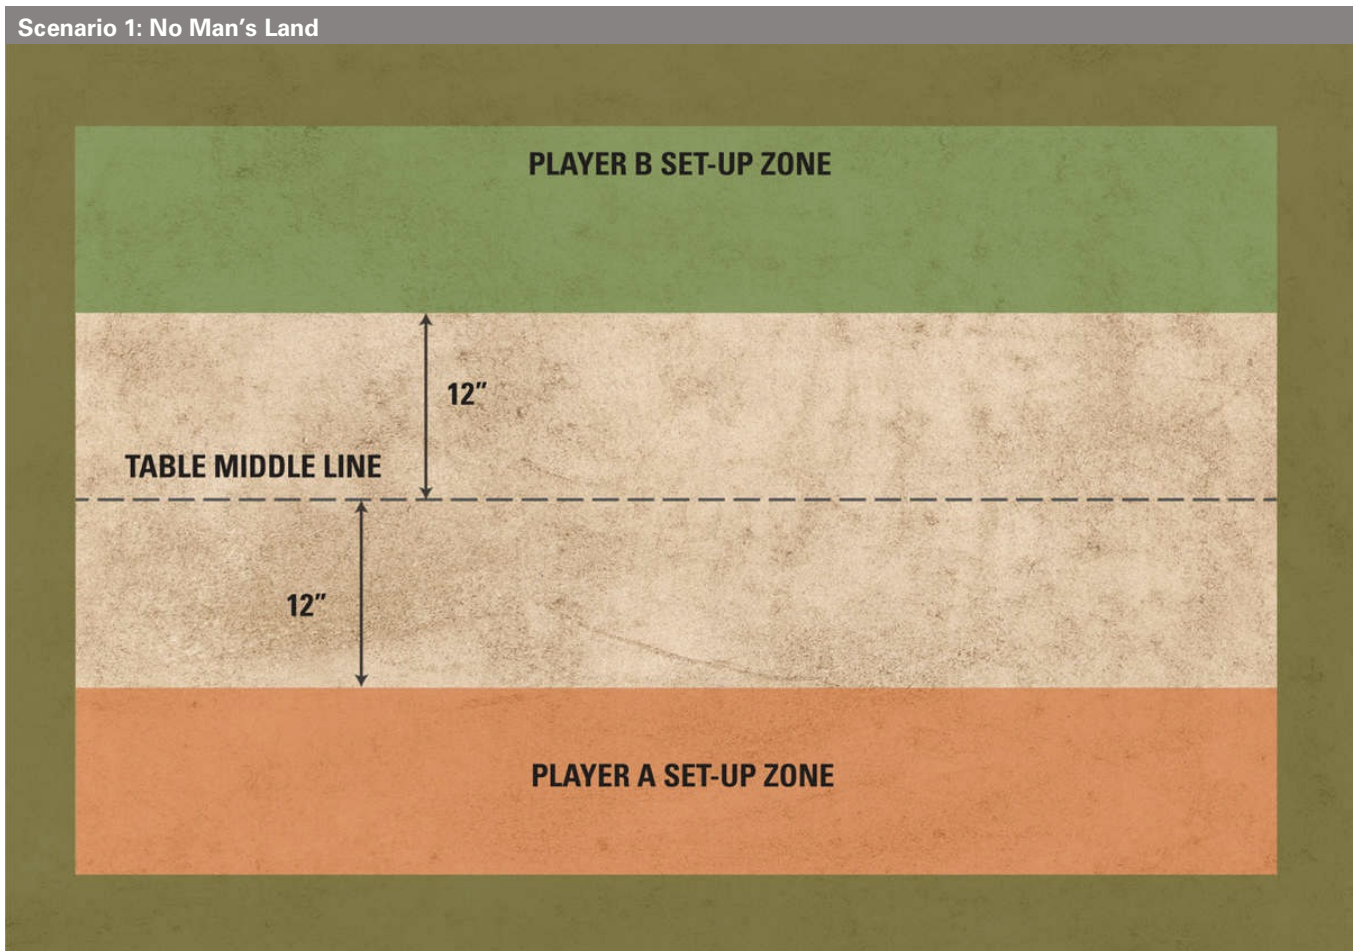 Scenario 1: No Man’s Land
PLAYER B SET-UP ZONE
12”
TABLE MIDDLE LINE
12”
PLAYER A SET-UP ZONE